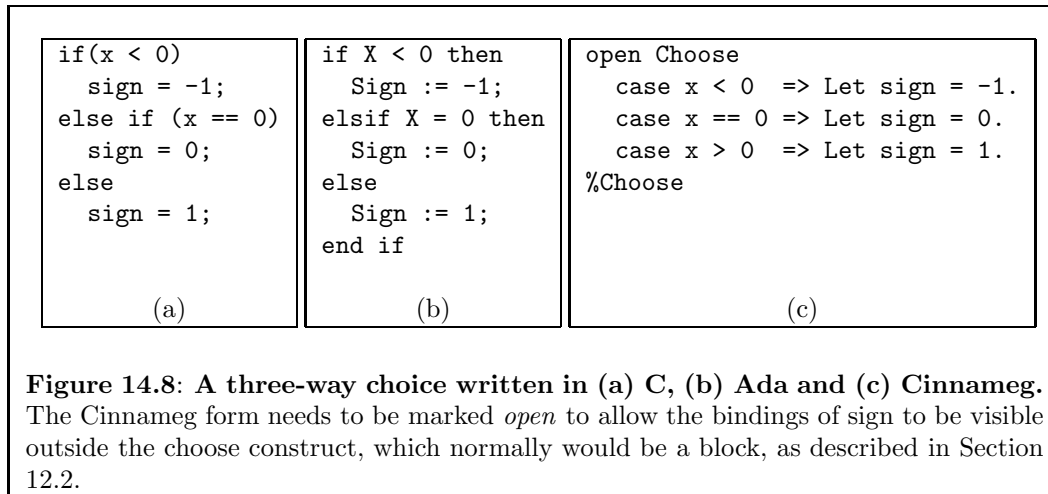 if(x < 0)
  sign = -1;
else if (x == 0)
  sign = 0;
else
  sign = 1;
(a)
if X < 0 then
  Sign := -1;
elsif X = 0 then
  Sign := 0;
else
  Sign := 1;
end if
(b)
open Choose
  case x < 0  => Let sign = -1.
  case x == 0 => Let sign = 0.
  case x > 0  => Let sign = 1.
%Choose
(c)
Figure 14.8: A three-way choice written in (a) C, (b) Ada and (c) Cinnameg.
The Cinnameg form needs to be marked open to allow the bindings of sign to be visible
outside the choose construct, which normally would be a block, as described in Section
12.2.